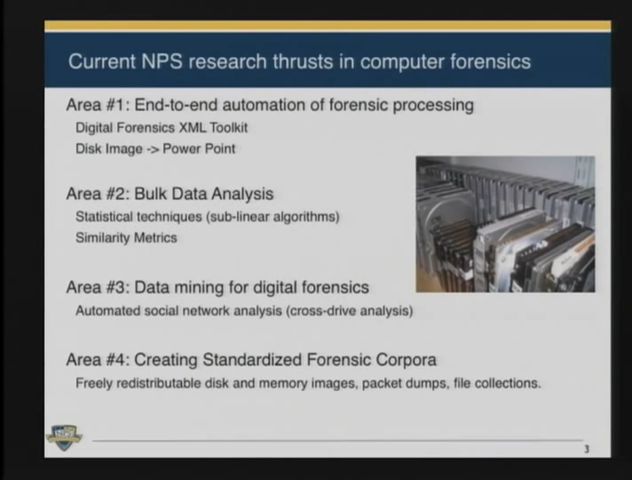 Current NPS research thrusts in computer forensics
Area #1: End-to-end automation of forensic processing
Digital Forensics XML Toolkit
Disk Image -> Power Point
Area #2: Bulk Data Analysis
Statistical techniques (sub-linear algorithms)
Similarity Metrics
Area #3: Data mining for digital forensics
Automated social network analysis (cross-drive analysis)
Area #4: Creating Standardized Forensic Corpora
Freely redistributable disk and memory images, packet dumps, file collections.
NPS
3